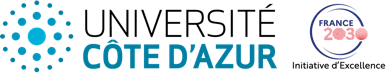 UNIVERSITÉ
CÔTE D'AZUR
FRANCE
2030
Initiative d'Excellence